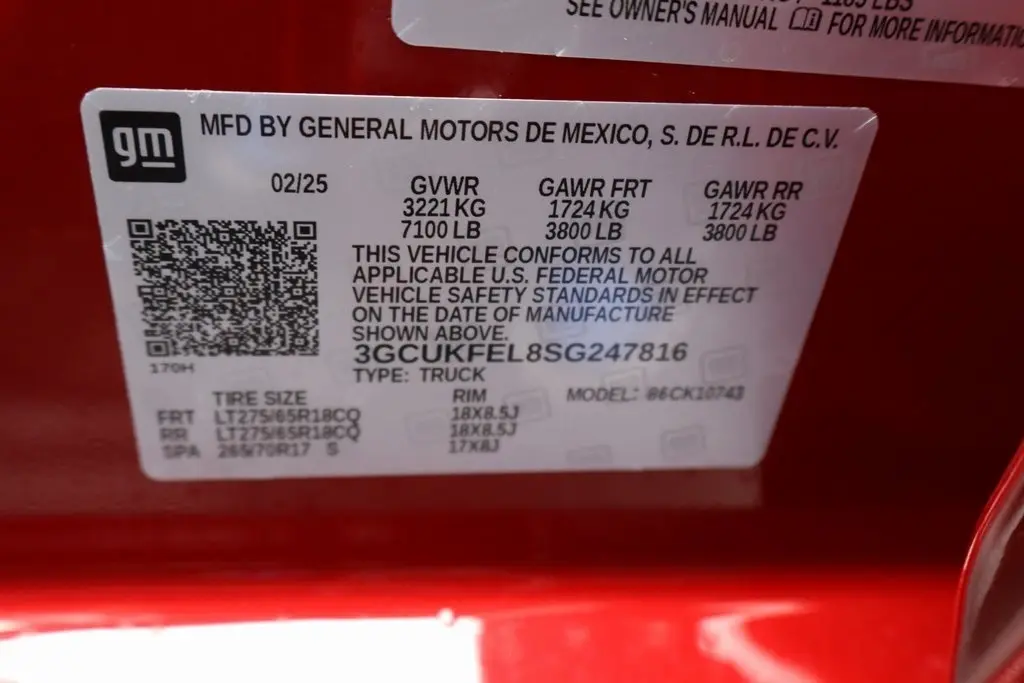 SEE OWNER'S MANUAL FOR MORE INFORMATIO
gm
MFD BY GENERAL MOTORS DE MEXICO, S. DE R.L. DE C.V.
02/25 GVWR GAWR FRT GAWR RR
3221 KG 1724 KG 1724 KG
7100 LB 3800 LB 3800 LB
THIS VEHICLE CONFORMS TO ALL
APPLICABLE U.S. FEDERAL MOTOR
VEHICLE SAFETY STANDARDS IN EFFECT
ON THE DATE OF MANUFACTURE
SHOWN ABOVE.
3GCUKFEL8SG247816
170H
TYPE: TRUCK
TIRE SIZE RIM MODEL: 86CK10743
FRT LT275/65R18CQ 18X8.5J
RR LT275/65R18CQ 18X8.5J
SPA 265/70R17 S 17X8J